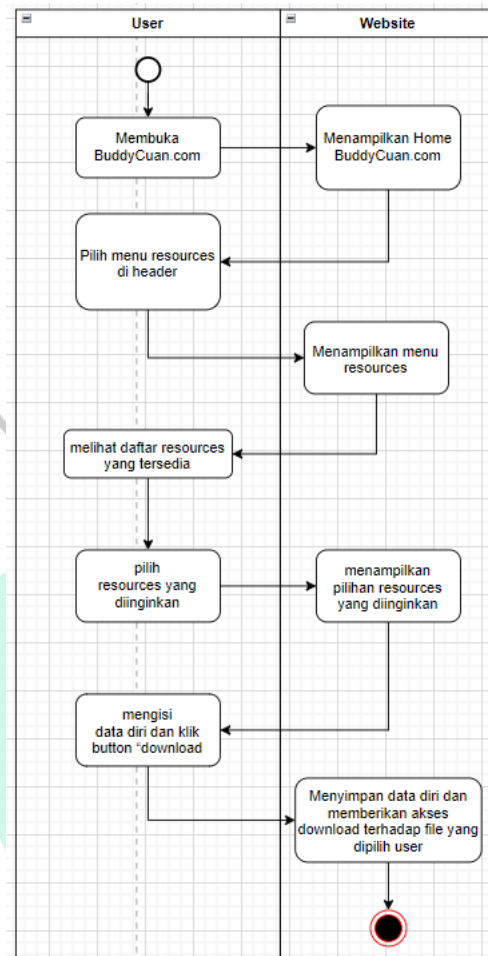 User
Website
Membuka
BuddyCuan.com
Menampilkan Home
BuddyCuan.com
Pilih menu resources
di header
Menampilkan menu
resources
melihat daftar resources
yang tersedia
pilih
resources yang
diinginkan
menampilkan
pilihan resources
yang diinginkan
mengisi
data diri dan klik
button “download
Menyimpan data diri dan
memberikan akses
download terhadap file yang
dipilih user